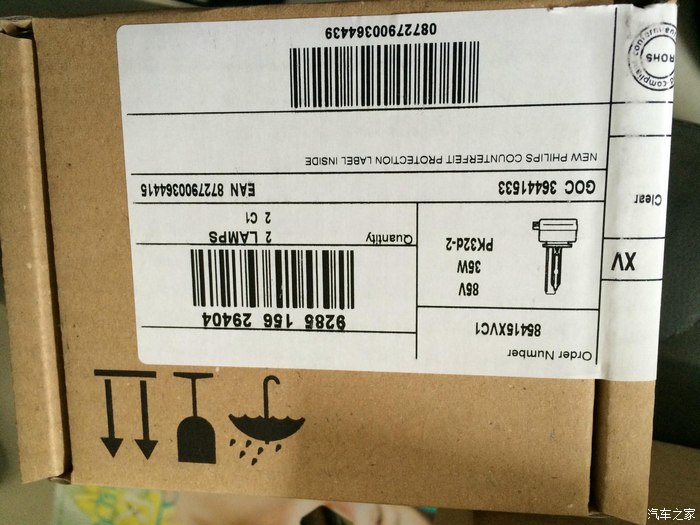 Order Number
85415XVC1
85V
35W
PK32d-2
9285 156 29404
Quantity
2 LAMPS
2 C1
GOC 36441533
EAN 8727900364415
NEW PHILIPS COUNTERFEIT PROTECTION LABEL INSIDE
08727900364439
XV
Clear
ROHS
汽车之家